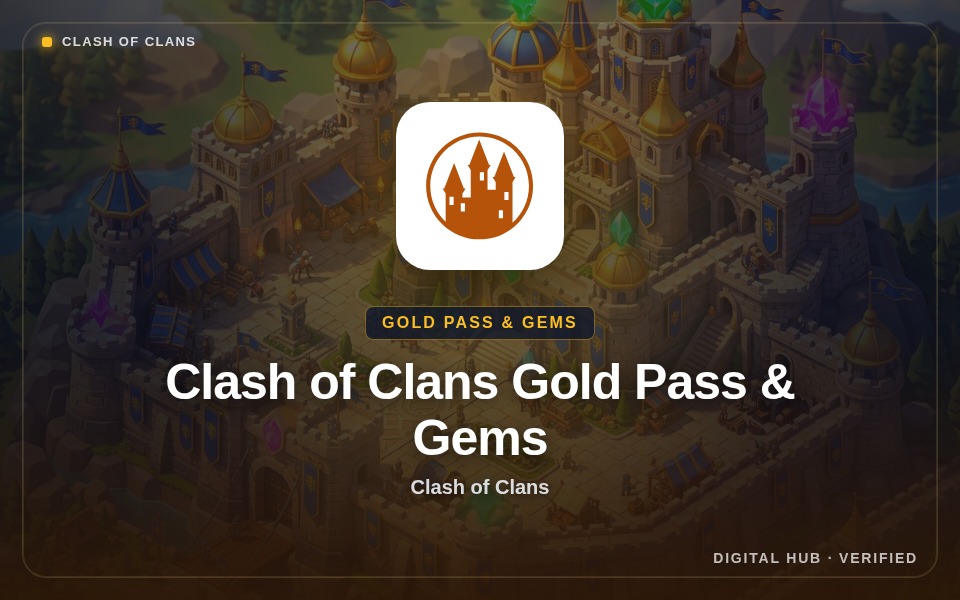 CLASH OF CLANS
GOLD PASS & GEMS
Clash of Clans Gold Pass &
Gems
Clash of Clans
DIGITAL HUB · VERIFIED